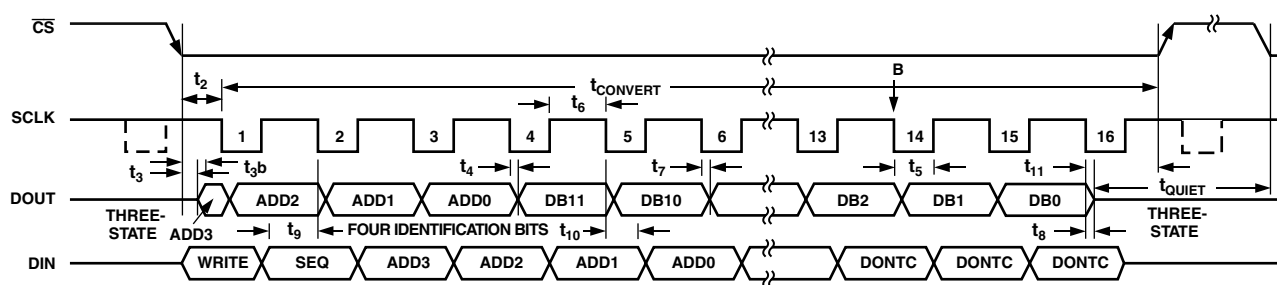 CS
B
t2
tCONVERT
t6
SCLK
1 2 3 4 5 6 13 14 15 16
t3 t3b t4 t7 t5 t11
DOUT
ADD2 ADD1 ADD0 DB11 DB10 DB2 DB1 DB0
tQUIET
THREE-
STATE
ADD3
t9
FOUR IDENTIFICATION BITS
t10
t8
THREE-
STATE
DIN
WRITE SEQ ADD3 ADD2 ADD1 ADD0 DONTC DONTC DONTC